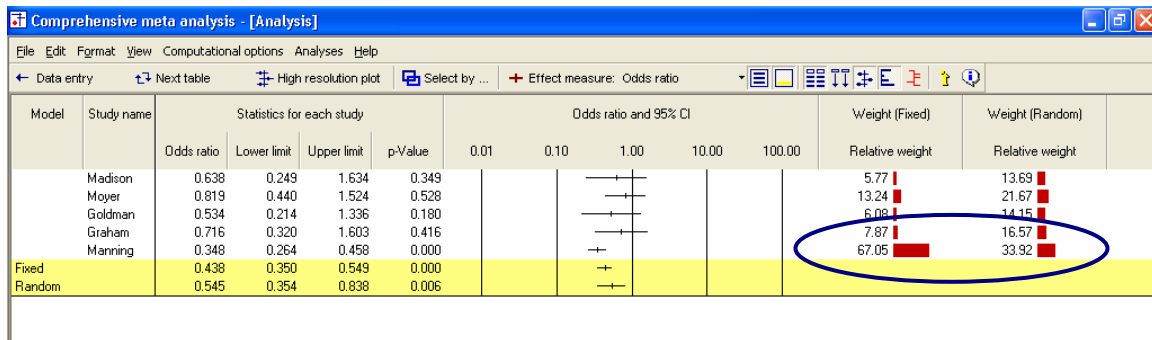 Comprehensive meta analysis - [Analysis]
File Edit Format View Computational options Analyses Help
← Data entry Next table High resolution plot Select by ... + Effect measure: Odds ratio
Model Study name Statistics for each study Odds ratio and 95% CI Weight (Fixed) Weight (Random)
Odds ratio Lower limit Upper limit p-Value 0.01 0.10 1.00 10.00 100.00 Relative weight Relative weight
Madison 0.638 0.249 1.634 0.349 5.77 13.69
Moyer 0.819 0.440 1.524 0.528 13.24 21.67
Goldman 0.534 0.214 1.336 0.180 6.08 14.15
Graham 0.716 0.320 1.603 0.416 7.87 16.57
Manning 0.348 0.264 0.458 0.000 67.05 33.92
Fixed 0.438 0.350 0.549 0.000
Random 0.545 0.354 0.838 0.006